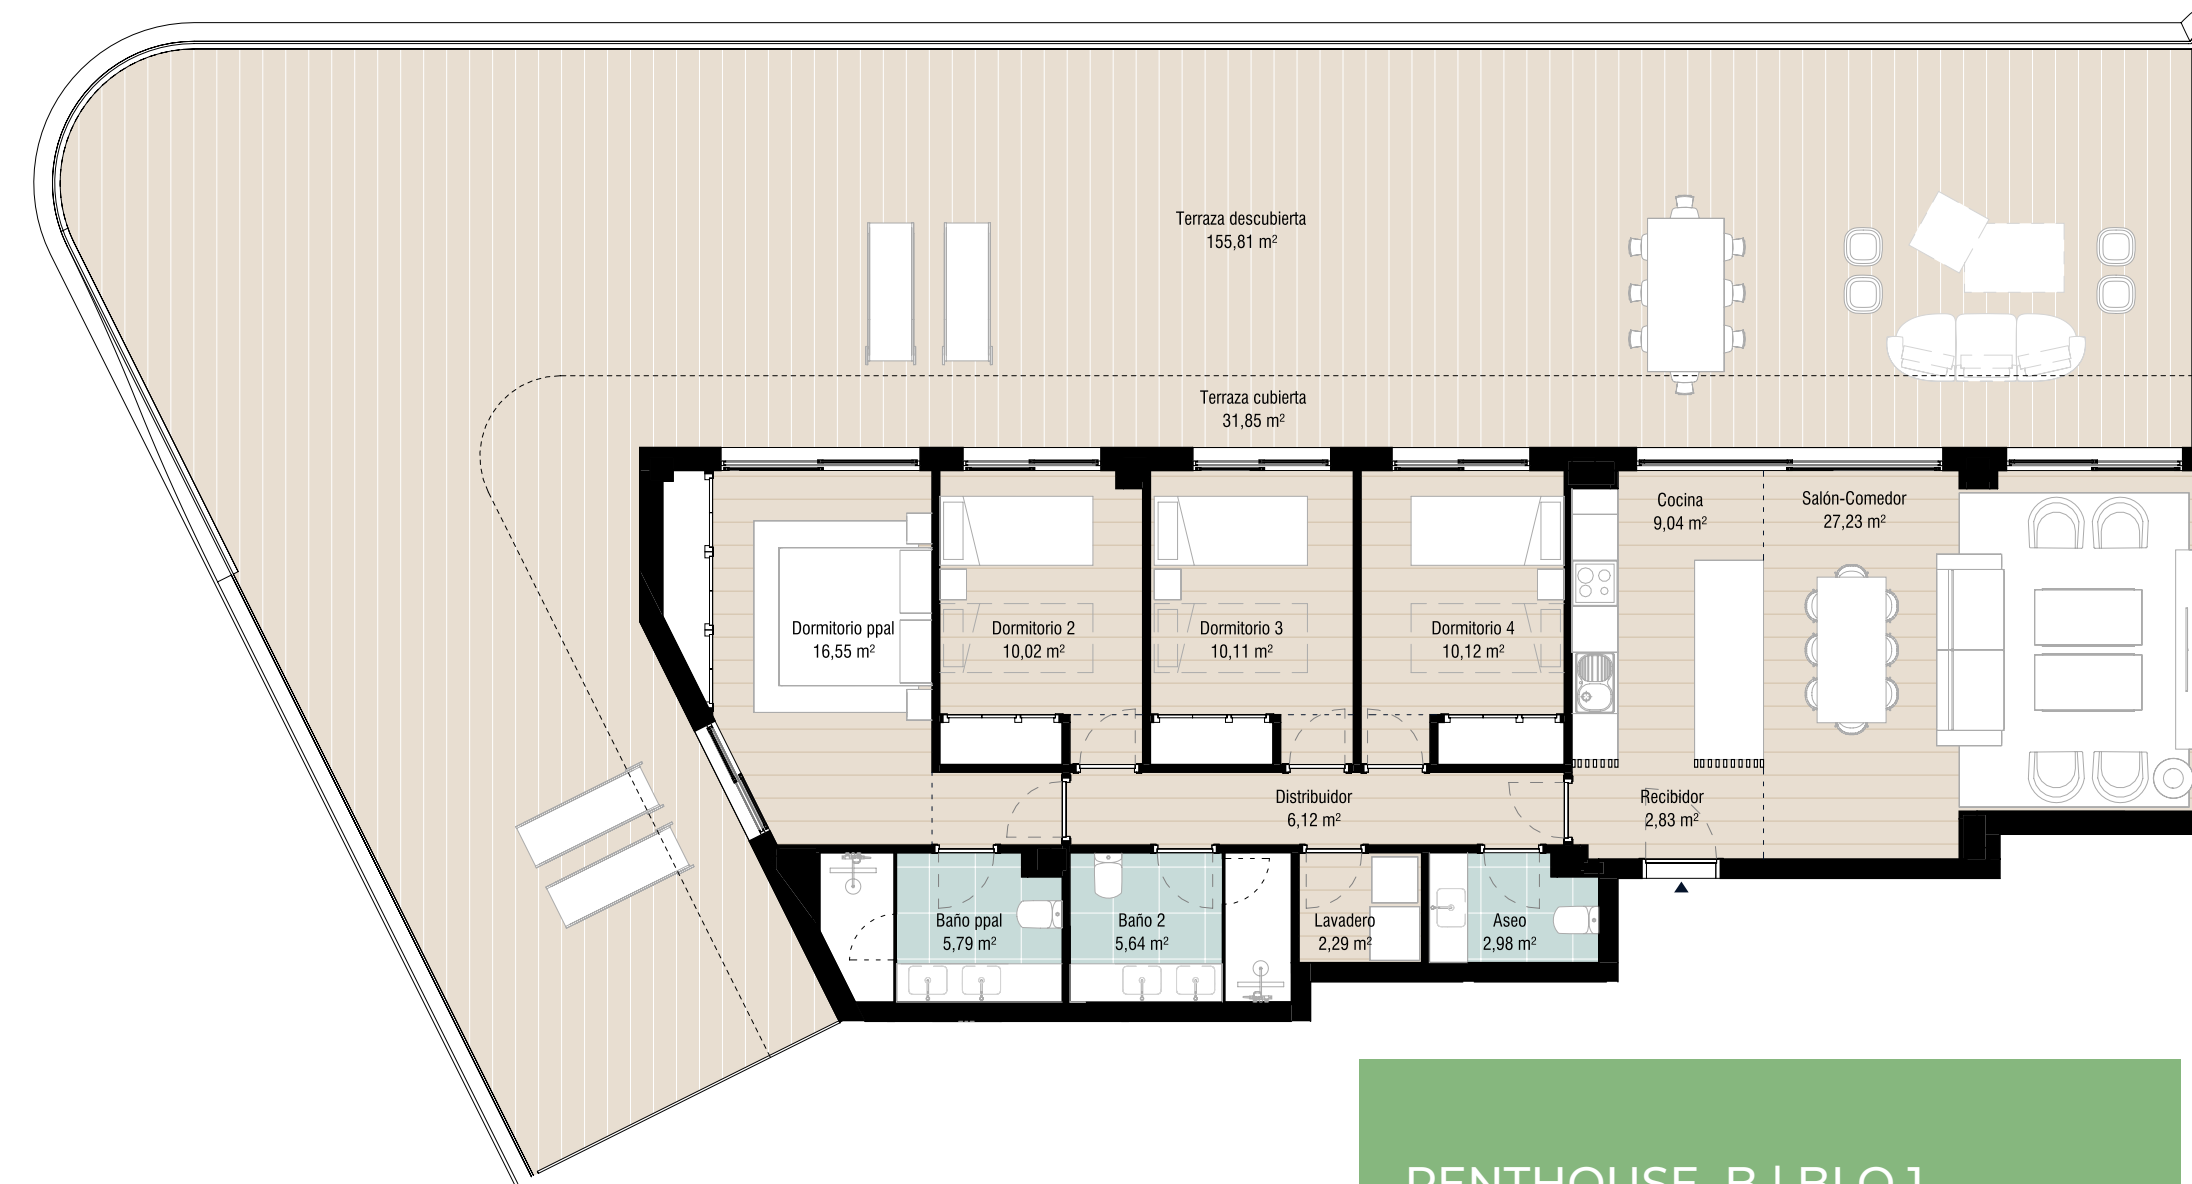 Terraza descubierta
155,81 m²
Terraza cubierta
31,85 m²
Cocina
9,04 m²
Salón-Comedor
27,23 m²
Dormitorio ppal
16,55 m²
Dormitorio 2
10,02 m²
Dormitorio 3
10,11 m²
Dormitorio 4
10,12 m²
Distribuidor
6,12 m²
Recibidor
2,83 m²
Baño ppal
5,79 m²
Baño 2
5,64 m²
Lavadero
2,29 m²
Aseo
2,98 m²
PENTHOUSE B | BLQ 1